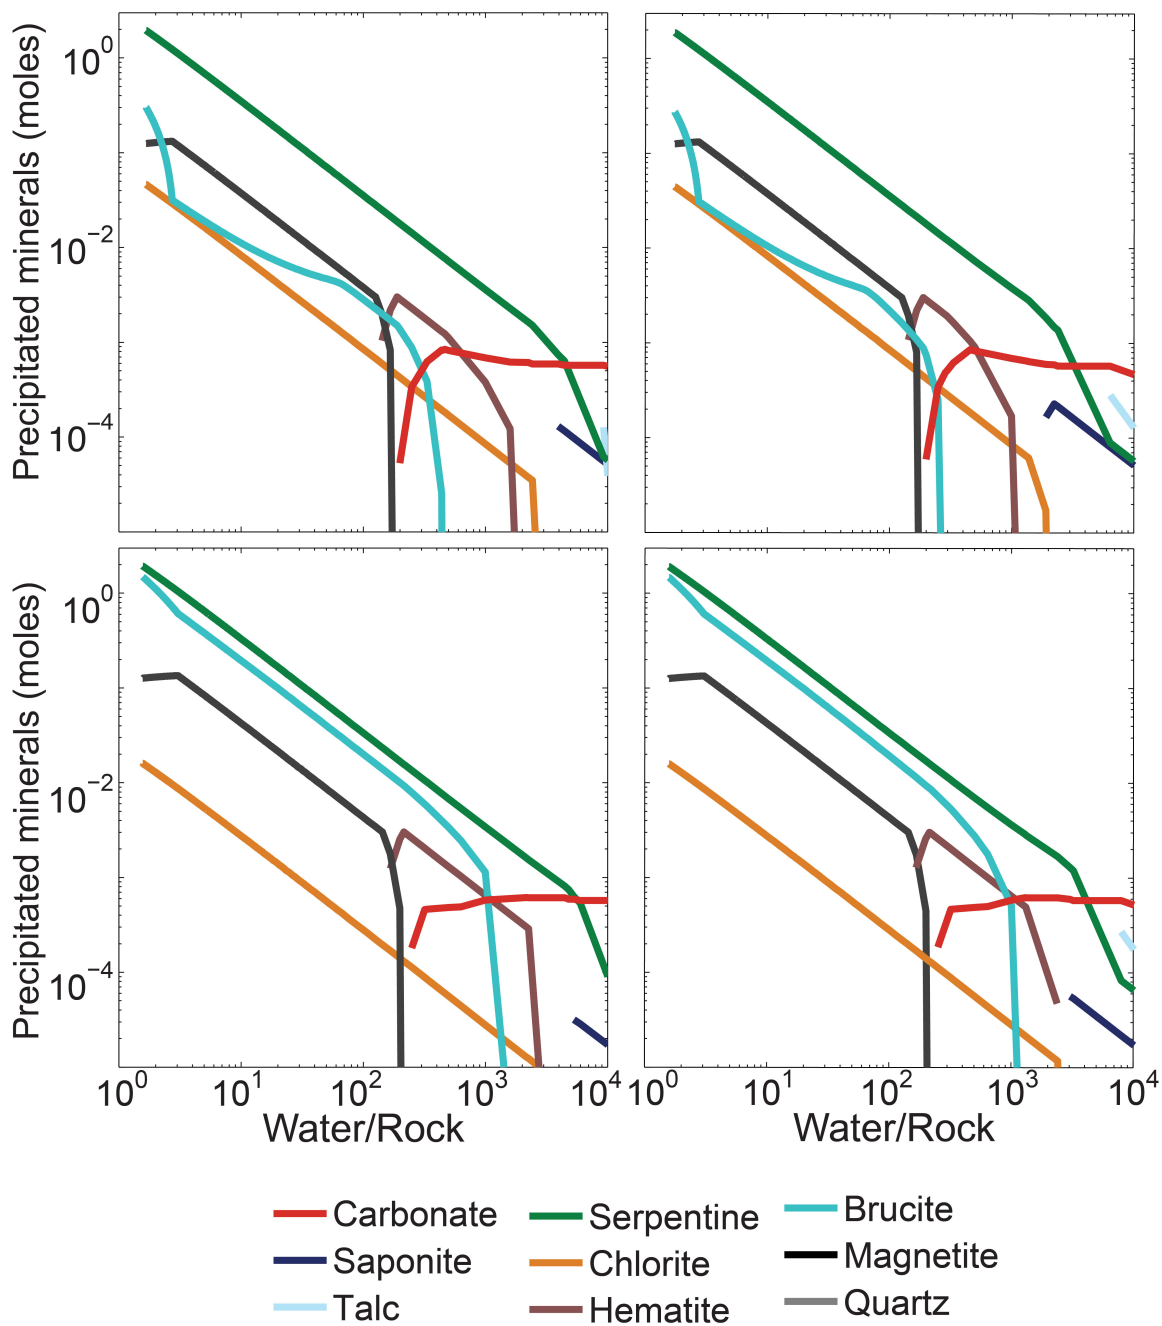 Precipitated minerals (moles)
10^0
10^−2
10^−4
Precipitated minerals (moles)
10^0
10^−2
10^−4
10^0 10^1 10^2 10^3 10^4 10^0 10^1 10^2 10^3 10^4
Water/Rock Water/Rock
Carbonate Serpentine Brucite
Saponite Chlorite Magnetite
Talc Hematite Quartz